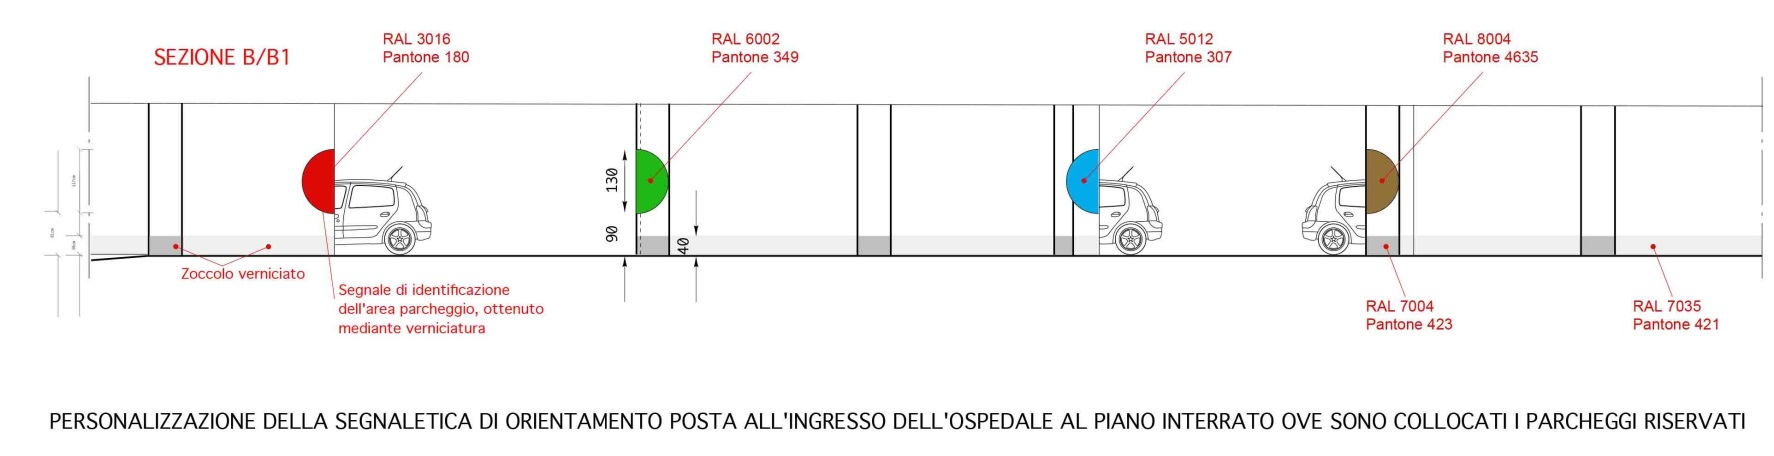 SEZIONE B/B1
RAL 3016
Pantone 180
RAL 6002
Pantone 349
RAL 5012
Pantone 307
RAL 8004
Pantone 4635
130
90
40
Zoccolo verniciato
Segnale di identificazione
dell'area parcheggio, ottenuto
mediante verniciatura
RAL 7004
Pantone 423
RAL 7035
Pantone 421
PERSONALIZZAZIONE DELLA SEGNALETICA DI ORIENTAMENTO POSTA ALL'INGRESSO DELL'OSPEDALE AL PIANO INTERRATO OVE SONO COLLOCATI I PARCHEGGI RISERVATI